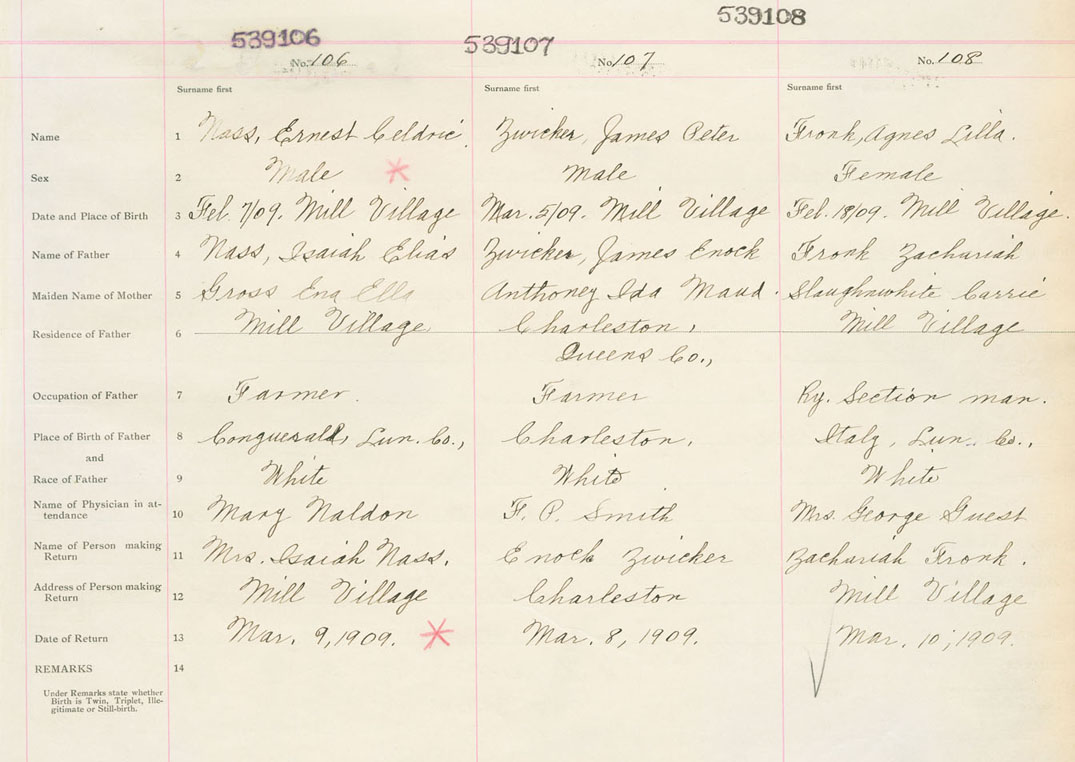 539106 539107 539108
No. 106 No. 107 No. 108
Surname first Surname first Surname first
Name 1 Nass, Ernest Celdric. Zwicker, James Peter Fronk, Agnes Lilla.
Sex 2 Male Male Female
Date and Place of Birth 3 Feb. 7/09. Mill Village Mar. 5/09. Mill Village Feb. 18/09. Mill Village.
Name of Father 4 Nass, Isaiah Elias Zwicker, James Enock Fronk Zachariah
Maiden Name of Mother 5 Gross Ena Ella Anthoney Ida Maud. Slaughnwhite Carrie
Residence of Father 6 Mill Village Charleston, Mill Village
Queens Co.,
Occupation of Father 7 Farmer. Farmer Ry. Section man.
Place of Birth of Father 8 Lun. Co., Charleston. Italy, Lun. Co.,
and
Race of Father 9 White White White
Name of Physician in at-
tendance 10 Mary Naldon F. P. Smith Mrs. George Guest
Name of Person making
Return 11 Mrs. Isaiah Nass. Enoch Zwicker Zachariah Fronk.
Address of Person making
Return 12 Mill Village Charleston Mill Village
Date of Return 13 Mar. 9, 1909. Mar. 8, 1909. Mar. 10, 1909.
REMARKS 14
Under Remarks state whether
Birth is Twin, Triplet, Ille-
gitimate or Still-birth.